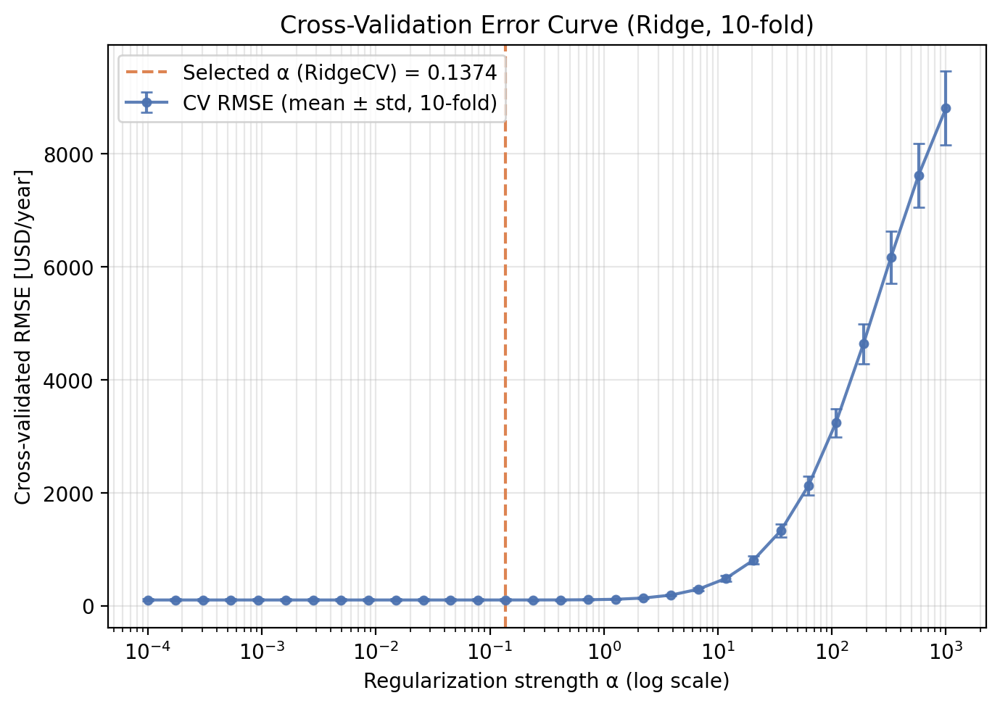 Cross-Validation Error Curve (Ridge, 10-fold)
Selected α (RidgeCV) = 0.1374
CV RMSE (mean ± std, 10-fold)
Cross-validated RMSE [USD/year]
8000
6000
4000
2000
0
10⁻⁴ 10⁻³ 10⁻² 10⁻¹ 10⁰ 10¹ 10² 10³
Regularization strength α (log scale)